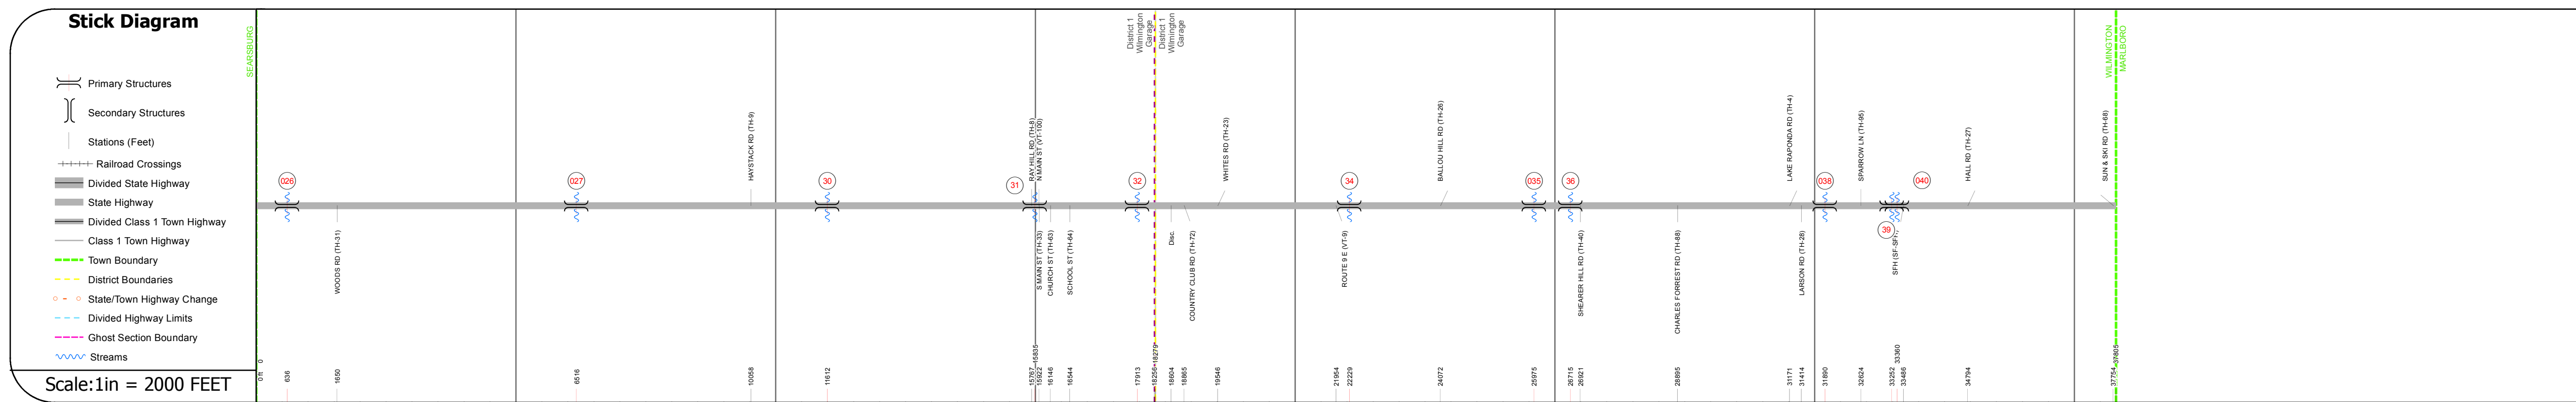 Stick Diagram
Primary Structures
Secondary Structures
Stations (Feet)
Railroad Crossings
Divided State Highway
State Highway
Divided Class 1 Town Highway
Class 1 Town Highway
Town Boundary
District Boundaries
State/Town Highway Change
Divided Highway Limits
Ghost Section Boundary
Streams
Scale:1in = 2000 FEET
SEARSBURG
District 1
Wilmington
Garage
District 1
Wilmington
Garage
WILMINGTON
MARLBORO
HAYSTACK RD (TH-9)
RAY HILL RD (TH-8)
N MAIN ST (VT-100)
WHITES RD (TH-23)
BALLOU HILL RD (TH-26)
LAKE RAPONDA RD (TH-4)
SPARROW LN (TH-95)
HALL RD (TH-27)
SUN & SKI RD (TH-68)
026
027
30
31
32
34
035
36
038
39
040
WOODS RD (TH-31)
S MAIN ST (TH-33)
CHURCH ST (TH-63)
SCHOOL ST (TH-64)
Disc.
COUNTRY CLUB RD (TH-72)
ROUTE 9 E (VT-9)
SHEARER HILL RD (TH-40)
CHARLES FORREST RD (TH-88)
LARSON RD (TH-28)
SFH (SF-SFH)
0 ft
0
636
1650
6516
10058
11612
15767
15835
15922
16146
16544
17913
18256
18279
18604
18865
19546
21954
22229
24072
25975
26715
26921
28895
31171
31414
31890
32624
33252
33360
33486
34794
37754
37805